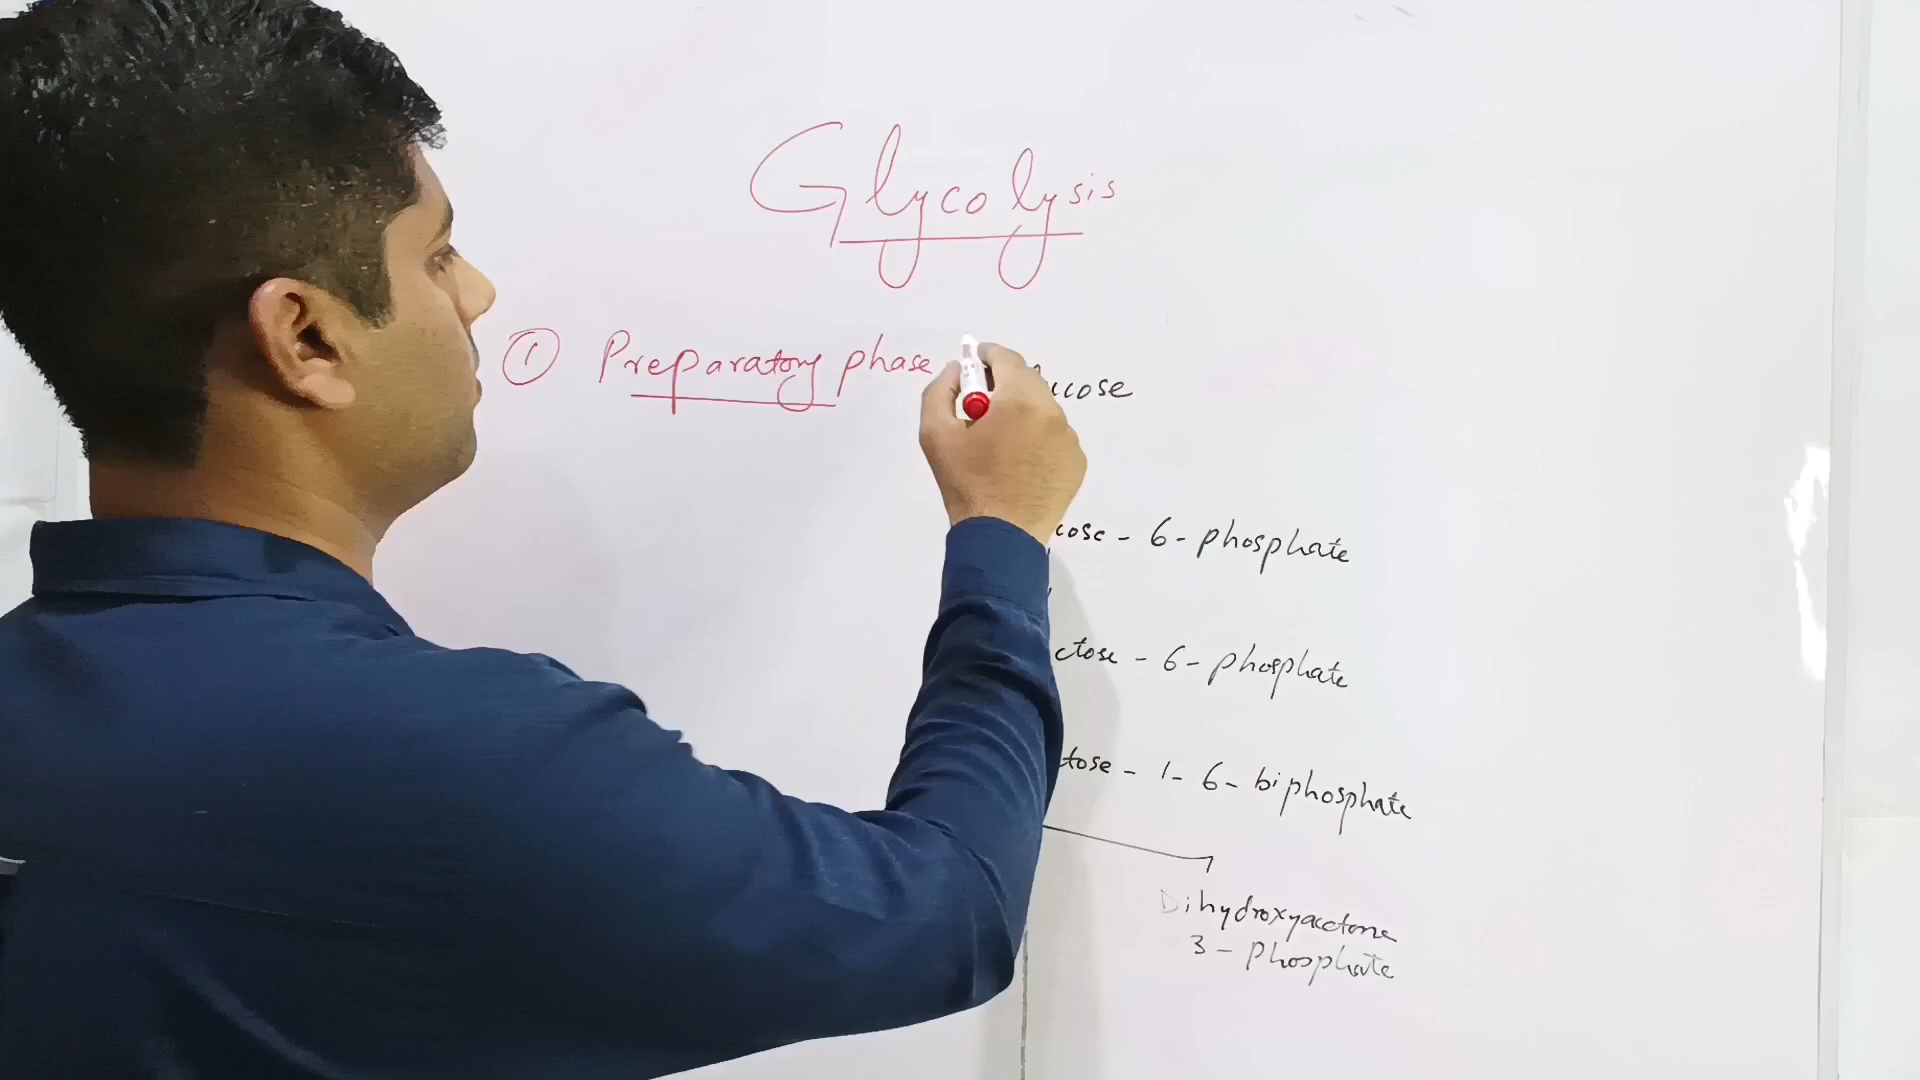 Glycolysis
① Preparatory phase
ucose
cose - 6 - phosphate
ctose - 6 - phosphate
tose - 1 - 6 - biphosphate
Dihydroxyacetone
3 - phosphate